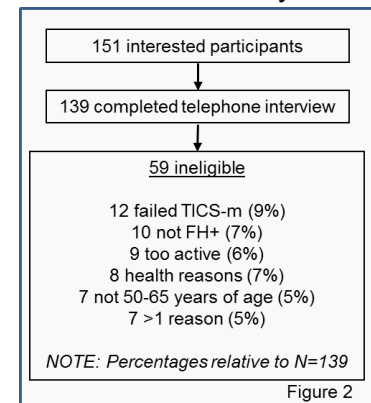 151 interested participants
139 completed telephone interview
59 ineligible
12 failed TICS-m (9%)
10 not FH+ (7%)
9 too active (6%)
8 health reasons (7%)
7 not 50-65 years of age (5%)
7 >1 reason (5%)
NOTE: Percentages relative to N=139
Figure 2